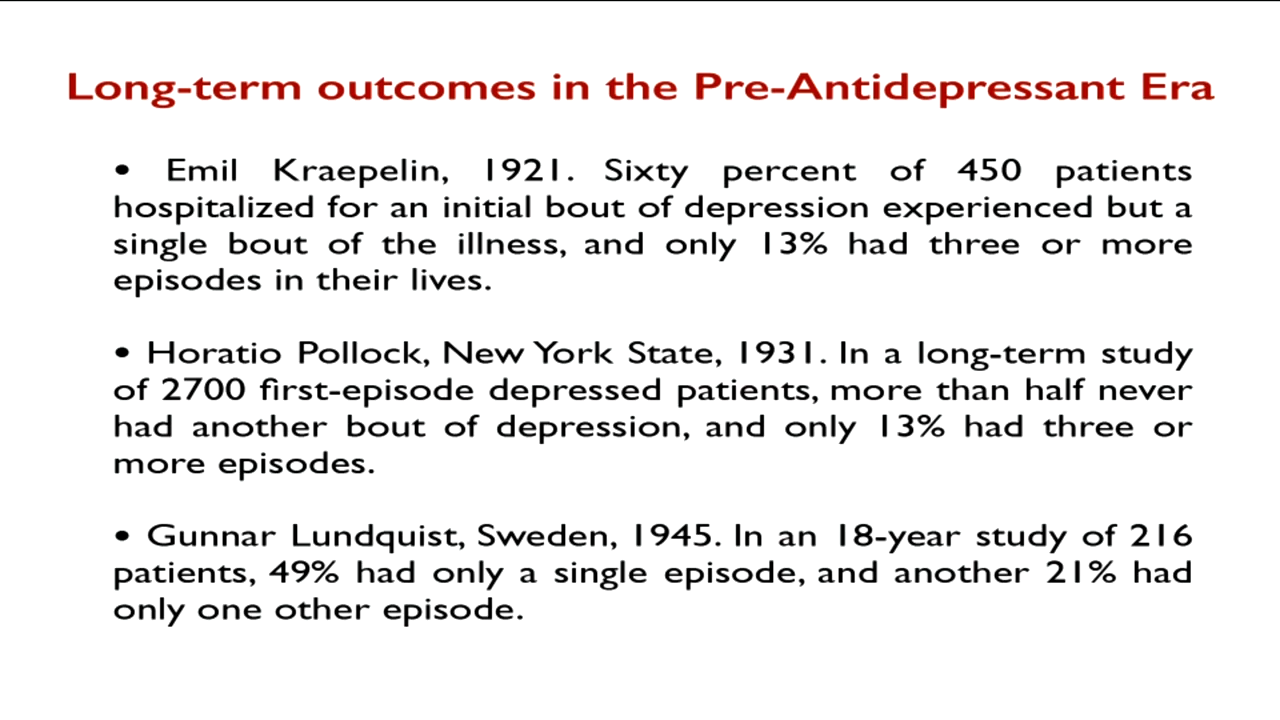 Long-term outcomes in the Pre-Antidepressant Era
• Emil Kraepelin, 1921. Sixty percent of 450 patients
hospitalized for an initial bout of depression experienced but a
single bout of the illness, and only 13% had three or more
episodes in their lives.
• Horatio Pollock, New York State, 1931. In a long-term study
of 2700 first-episode depressed patients, more than half never
had another bout of depression, and only 13% had three or
more episodes.
• Gunnar Lundquist, Sweden, 1945. In an 18-year study of 216
patients, 49% had only a single episode, and another 21% had
only one other episode.